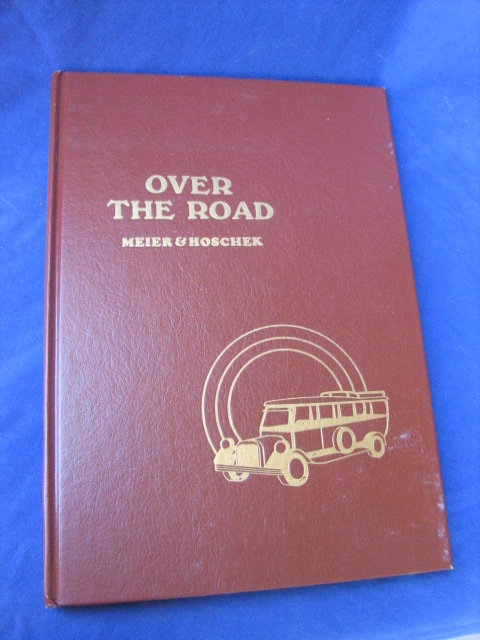 OVER
THE ROAD
MEIER & HOSCHEK